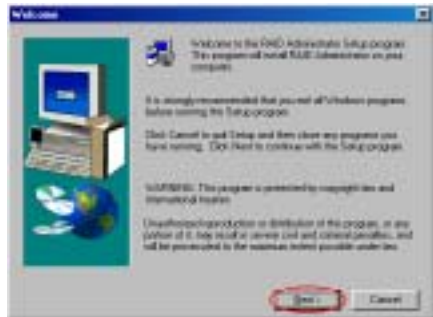 Welcome
Welcome to the RAID Administrator Setup program.
This program will install RAID Administrator on your
computer.
It is strongly recommended that you exit all Windows programs
before running this Setup program.
Click Cancel to quit Setup and then close any programs you
have running. Click Next to continue with the Setup program.
WARNING: This program is protected by copyright law and
international treaties.
Unauthorized reproduction or distribution of this program, or any
portion of it, may result in severe civil and criminal penalties, and
will be prosecuted to the maximum extent possible under law.
Next >
Cancel